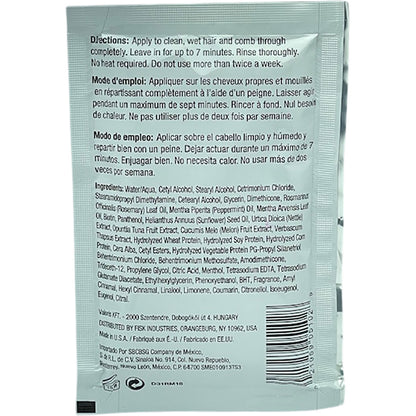 Directions: Apply to clean, wet hair and comb through
completely. Leave in for up to 7 minutes. Rinse thoroughly.
No heat required. Do not use more than twice a week.
Mode d'emploi: Appliquer sur les cheveux propres et mouillés
en répartissant complètement à l'aide d'un peigne. Laisser agir
pendant un maximum de sept minutes. Rincer à fond. Nul besoin
de chaleur. Ne pas utiliser plus de deux fois par semaine.
Modo de empleo: Aplicar sobre el cabello limpio y húmedo y
repartir bien con un peine. Dejar actuar durante un máximo de 7
minutos. Enjuagar bien. No necesita calor. No usar más de dos
veces por semana.
Ingredients: Water/Aqua, Cetyl Alcohol, Stearyl Alcohol, Cetrimonium Chloride,
Stearamidopropyl Dimethylamine, Cetearyl Alcohol, Glycerin, Dimethicone, Rosmarinus
Officinalis (Rosemary) Leaf Oil, Mentha Piperita (Peppermint) Oil, Mentha Arvensis Leaf
Oil, Biotin, Panthenol, Helianthus Annuus (Sunflower) Seed Oil, Urtica Dioica (Nettle)
Extract, Opuntia Tuna Fruit Extract, Cucumis Melo (Melon) Fruit Extract, Verbascum
Thapsus Extract, Hydrolyzed Wheat Protein, Hydrolyzed Soy Protein, Hydrolyzed Corn
Protein, Cera Alba, Cetyl Esters, Hydrolyzed Vegetable Protein PG-Propyl Silanetriol
Behentrimonium Chloride, Behentrimonium Methosulfate, Amodimethicone,
Trideceth-12, Propylene Glycol, Citric Acid, Menthol, Tetrasodium EDTA, Tetrasodium
Glutamate Diacetate, Ethylhexylglycerin, Phenoxyethanol, BHT, Fragrance, Amyl
Cinnamal, Hexyl Cinnamal, Linalool, Limonene, Coumarin, Citronellol, Isoeugenol,
Eugenol, Citral.
Valeris KFT. - 2000 Szentendre, Dobogókői út 4. HUNGARY
DISTRIBUTED BY FISK INDUSTRIES, ORANGEBURG, NY 10962, USA
Made in U.S.A. / Fabriqué aux É.-U. / Fabricado en EE.UU.
Importado Por SBCBSG Company de México,
S. de R.L. de C.V. Sinaloa No. 914, Col. Nuevo Repueblo,
Monterrey, Nuevo León, México, C.P. 64700 SME010913TS3
D31RM16